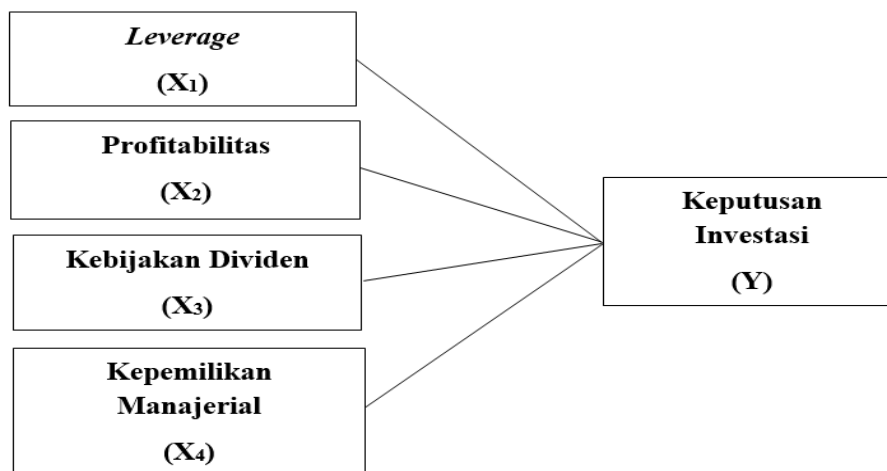 Leverage
(X₁)
Profitabilitas
(X₂)
Kebijakan Dividen
(X₃)
Kepemilikan
Manajerial
(X₄)
Keputusan
Investasi
(Y)